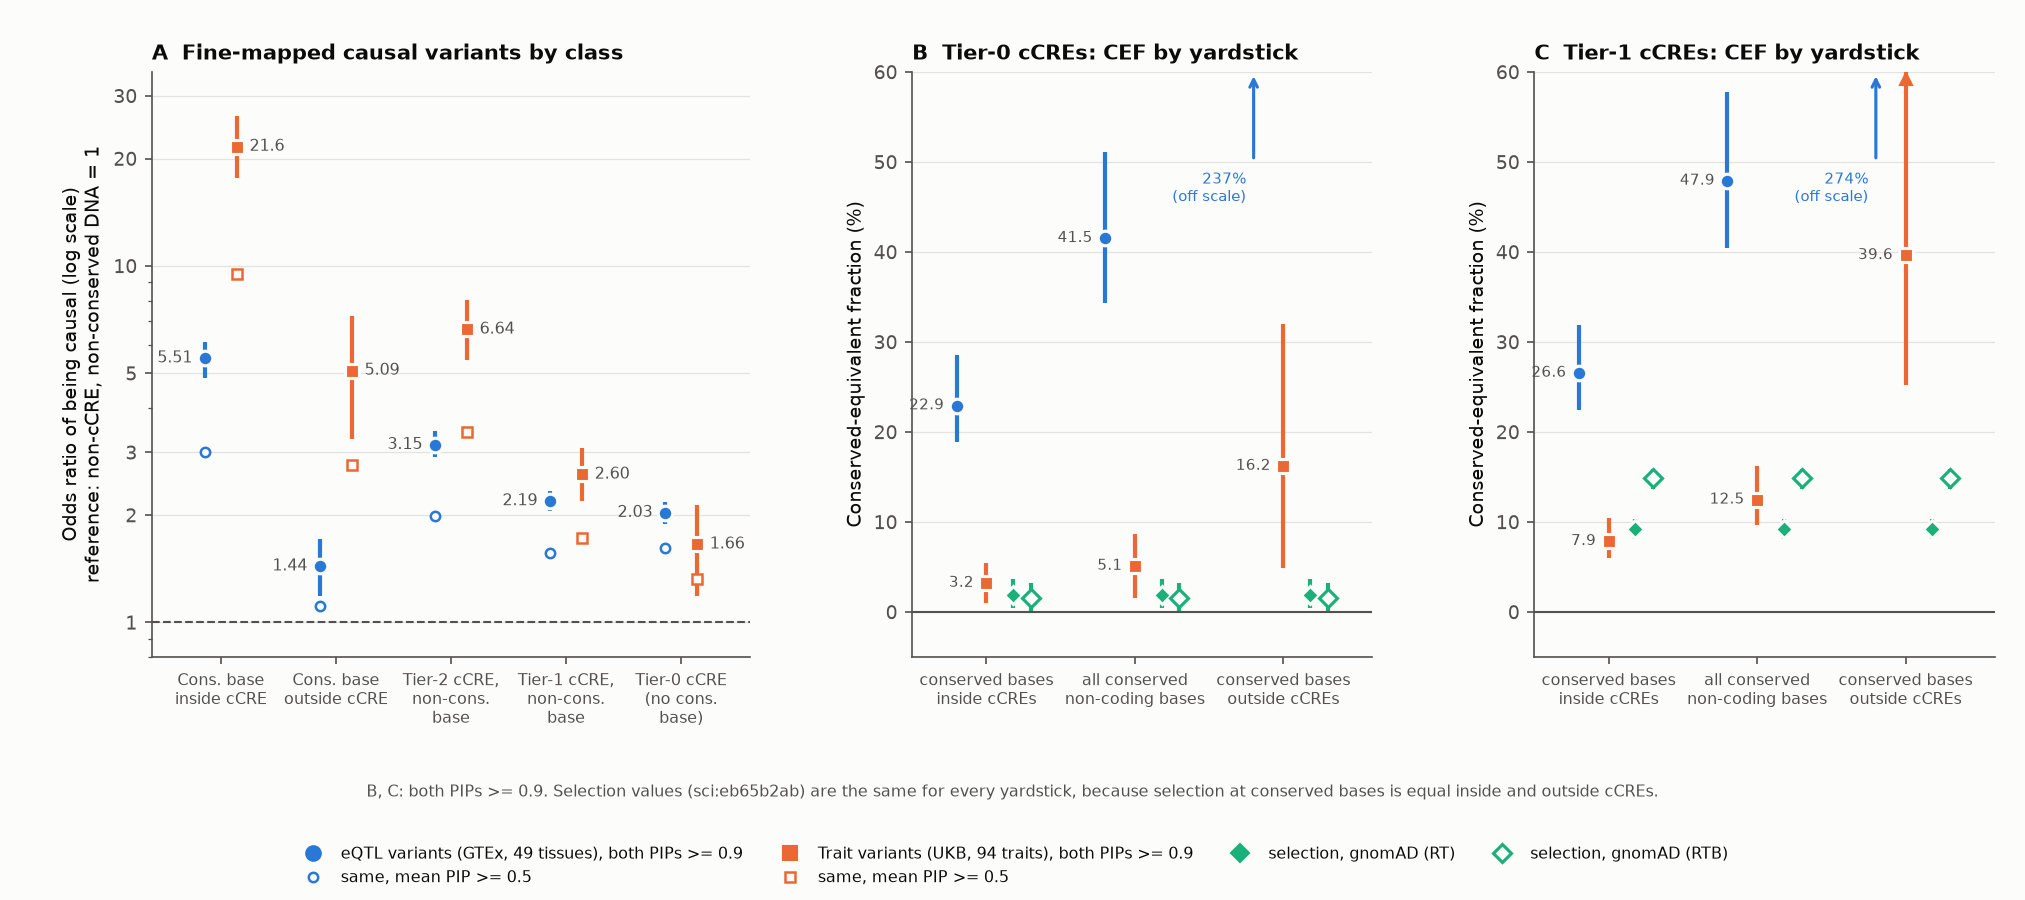 A Fine-mapped causal variants by class
Odds ratio of being causal (log scale)
reference: non-cCRE, non-conserved DNA = 1
30
20
10
5
3
2
1
21.6
5.51
5.09
1.44
6.64
3.15
2.60
2.19
2.03
1.66
Cons. base
inside cCRE
Cons. base
outside cCRE
Tier-2 cCRE,
non-cons.
base
Tier-1 cCRE,
non-cons.
base
Tier-0 cCRE
(no cons.
base)
B Tier-0 cCREs: CEF by yardstick
Conserved-equivalent fraction (%)
60
50
40
30
20
10
0
22.9
3.2
41.5
5.1
237%
(off scale)
16.2
conserved bases
inside cCREs
all conserved
non-coding bases
conserved bases
outside cCREs
C Tier-1 cCREs: CEF by yardstick
Conserved-equivalent fraction (%)
60
50
40
30
20
10
0
26.6
7.9
47.9
12.5
274%
(off scale)
39.6
conserved bases
inside cCREs
all conserved
non-coding bases
conserved bases
outside cCREs
B, C: both PIPs >= 0.9. Selection values (sci:eb65b2ab) are the same for every yardstick, because selection at conserved bases is equal inside and outside cCREs.
eQTL variants (GTEx, 49 tissues), both PIPs >= 0.9
same, mean PIP >= 0.5
Trait variants (UKB, 94 traits), both PIPs >= 0.9
same, mean PIP >= 0.5
selection, gnomAD (RT)
selection, gnomAD (RTB)